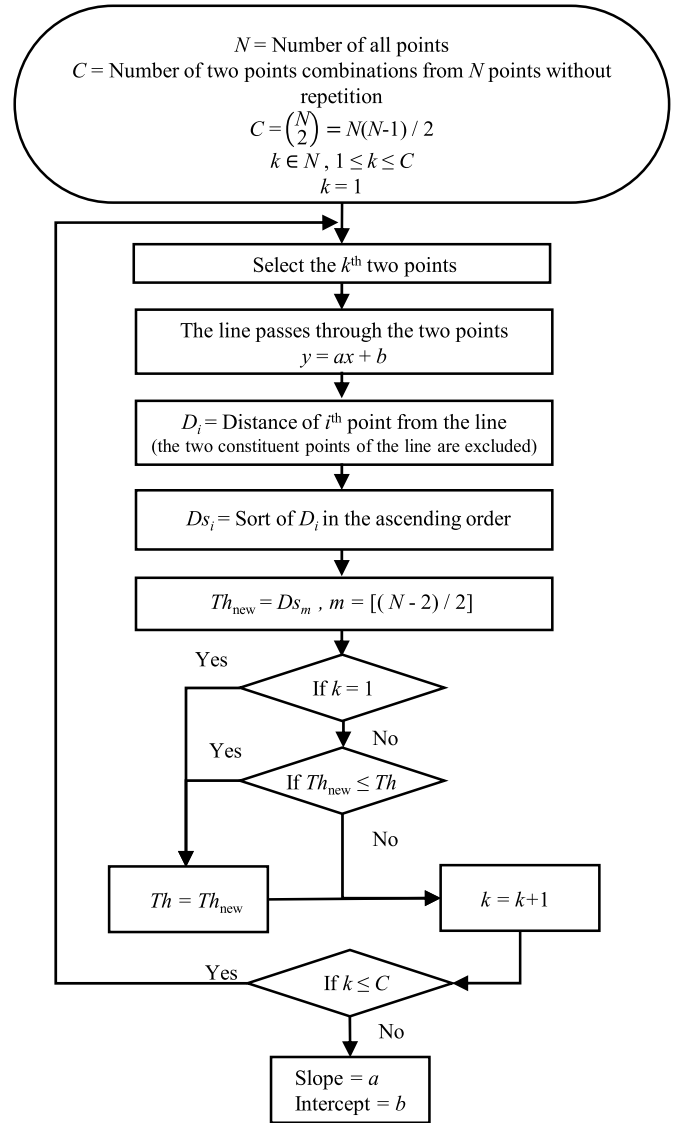 N = Number of all points
C = Number of two points combinations from N points without
repetition
C = (N 2) = N(N-1) / 2
k ∈ N , 1 ≤ k ≤ C
k = 1
Select the kth two points
The line passes through the two points
y = ax + b
Di = Distance of ith point from the line
(the two constituent points of the line are excluded)
Dsi = Sort of Di in the ascending order
Thnew = Dsm , m = [( N - 2) / 2]
Yes
If k = 1
No
Yes
If Thnew ≤ Th
No
Th = Thnew
k = k+1
Yes
If k ≤ C
No
Slope = a
Intercept = b